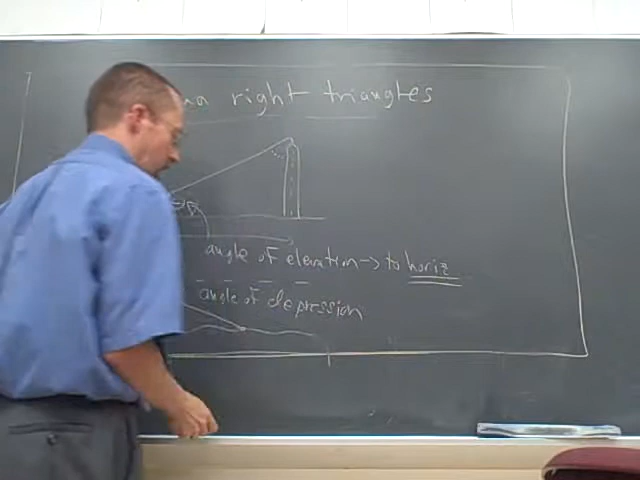 right triangles
angle of elevation -> to horiz
angle of depression